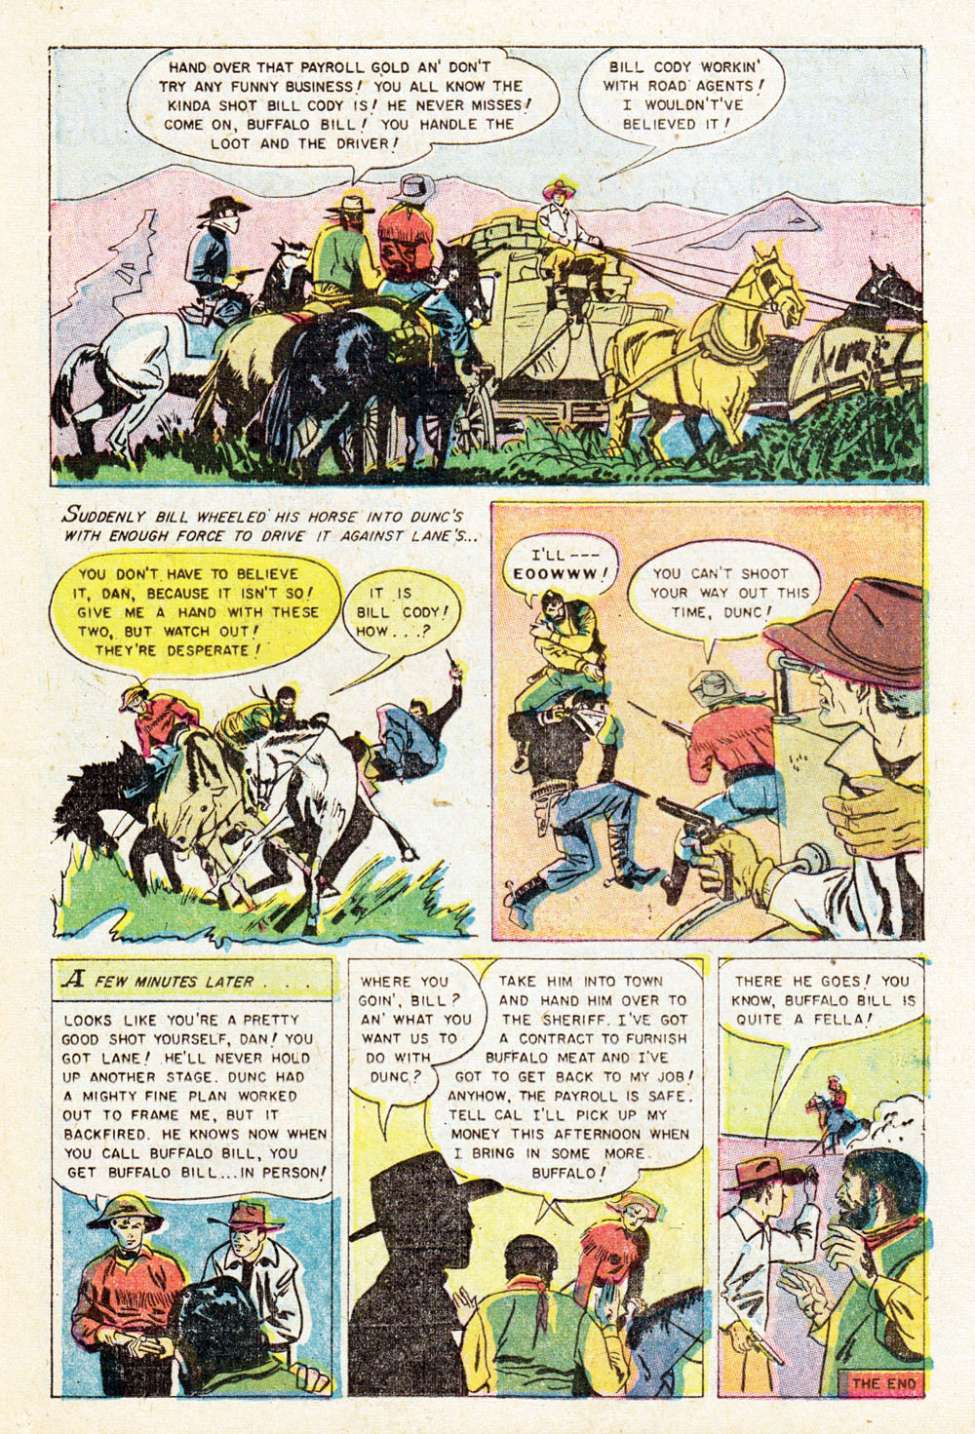 HAND OVER THAT PAYROLL GOLD AN' DON'T
TRY ANY FUNNY BUSINESS! YOU ALL KNOW THE
KINDA SHOT BILL CODY IS! HE NEVER MISSES!
COME ON, BUFFALO BILL! YOU HANDLE THE
LOOT AND THE DRIVER!
BILL CODY WORKIN'
WITH ROAD AGENTS!
I WOULDN'T'VE
BELIEVED IT!
SUDDENLY BILL WHEELED HIS HORSE INTO DUNC'S
WITH ENOUGH FORCE TO DRIVE IT AGAINST LANE'S...
YOU DON'T HAVE TO BELIEVE
IT, DAN, BECAUSE IT ISN'T SO!
GIVE ME A HAND WITH THESE
TWO, BUT WATCH OUT!
THEY'RE DESPERATE!
IT IS
BILL CODY!
HOW...?
I'LL ---
EOOWWW!
YOU CAN'T SHOOT
YOUR WAY OUT THIS
TIME, DUNC!
A FEW MINUTES LATER . . . .
LOOKS LIKE YOU'RE A PRETTY
GOOD SHOT YOURSELF, DAN! YOU
GOT LANE! HE'LL NEVER HOLD
UP ANOTHER STAGE. DUNC HAD
A MIGHTY FINE PLAN WORKED
OUT TO FRAME ME, BUT IT
BACKFIRED. HE KNOWS NOW WHEN
YOU CALL BUFFALO BILL, YOU
GET BUFFALO BILL...IN PERSON!
WHERE YOU
GOIN', BILL?
AN' WHAT YOU
WANT US TO
DO WITH
DUNC?
TAKE HIM INTO TOWN
AND HAND HIM OVER TO
THE SHERIFF. I'VE GOT
A CONTRACT TO FURNISH
BUFFALO MEAT AND I'VE
GOT TO GET BACK TO MY JOB!
ANYHOW, THE PAYROLL IS SAFE.
TELL CAL I'LL PICK UP MY
MONEY THIS AFTERNOON WHEN
I BRING IN SOME MORE
BUFFALO!
THERE HE GOES! YOU
KNOW, BUFFALO BILL IS
QUITE A FELLA!
THE END